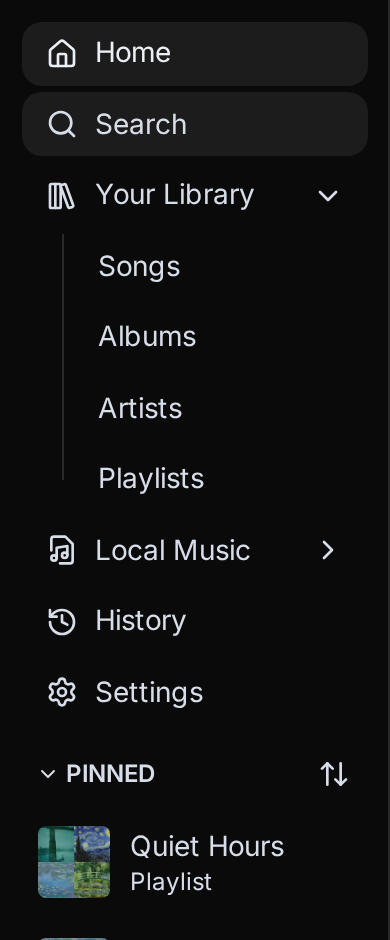 Home
Search
Your Library
Songs
Albums
Artists
Playlists
Local Music
History
Settings
PINNED
Quiet Hours
Playlist